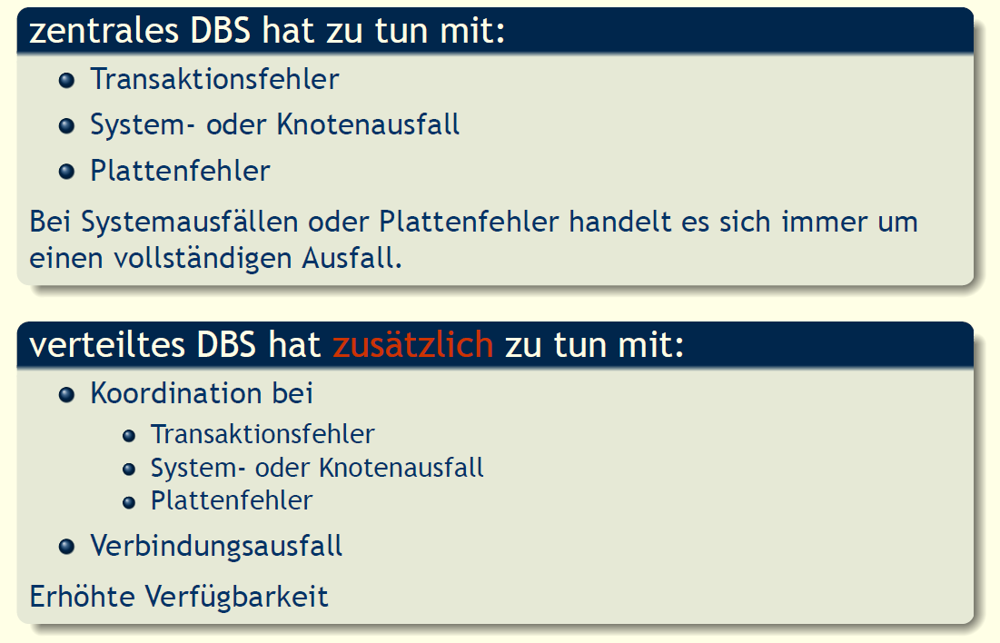 zentrales DBS hat zu tun mit:
Transaktionsfehler
System- oder Knotenausfall
Plattenfehler
Bei Systemausfällen oder Plattenfehler handelt es sich immer um
einen vollständigen Ausfall.
verteiltes DBS hat zusätzlich zu tun mit:
Koordination bei
Transaktionsfehler
System- oder Knotenausfall
Plattenfehler
Verbindungsausfall
Erhöhte Verfügbarkeit